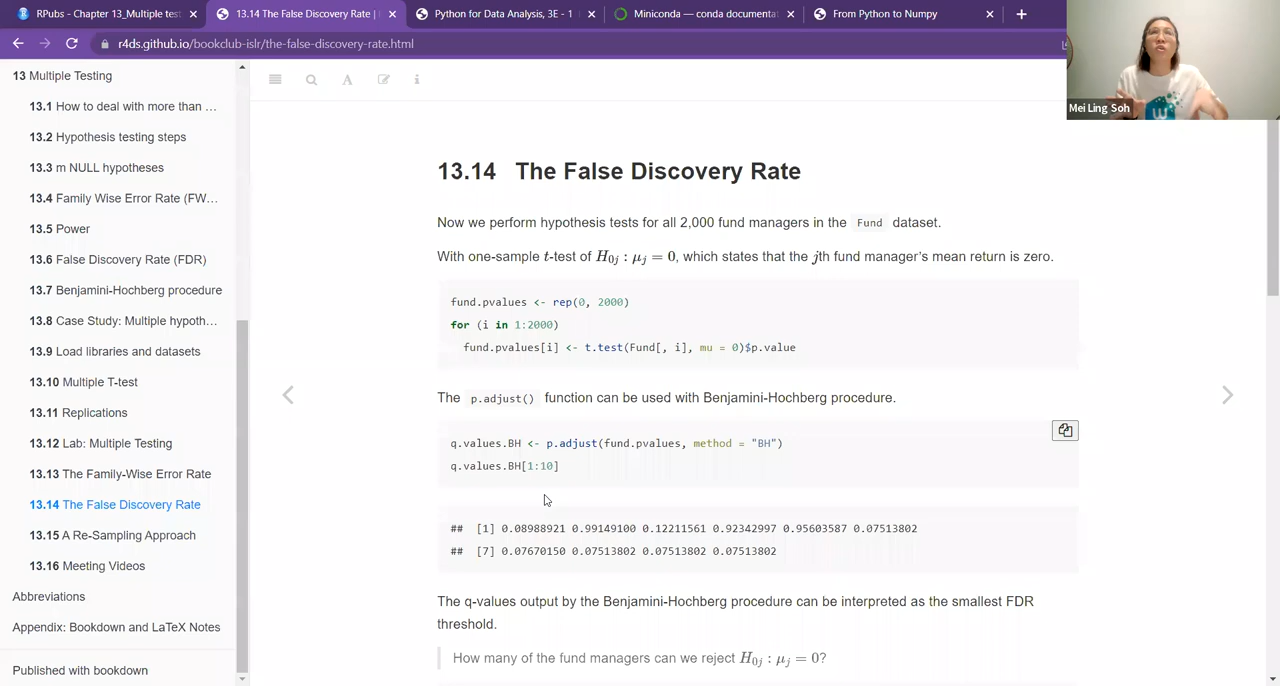 RPubs - Chapter 13_Multiple test
13.14 The False Discovery Rate |
Python for Data Analysis, 3E - 1
Miniconda — conda documentat
From Python to Numpy
r4ds.github.io/bookclub-islr/the-false-discovery-rate.html
Mei Ling Soh
13 Multiple Testing
13.1 How to deal with more than …
13.2 Hypothesis testing steps
13.3 m NULL hypotheses
13.4 Family Wise Error Rate (FW…
13.5 Power
13.6 False Discovery Rate (FDR)
13.7 Benjamini-Hochberg procedure
13.8 Case Study: Multiple hypoth…
13.9 Load libraries and datasets
13.10 Multiple T-test
13.11 Replications
13.12 Lab: Multiple Testing
13.13 The Family-Wise Error Rate
13.14 The False Discovery Rate
13.15 A Re-Sampling Approach
13.16 Meeting Videos
Abbreviations
Appendix: Bookdown and LaTeX Notes
Published with bookdown
13.14 The False Discovery Rate
Now we perform hypothesis tests for all 2,000 fund managers in the Fund dataset.
With one-sample t-test of H₀ⱼ : μⱼ = 0, which states that the jth fund manager's mean return is zero.
fund.pvalues <- rep(0, 2000)
for (i in 1:2000)
fund.pvalues[i] <- t.test(Fund[, i], mu = 0)$p.value
The p.adjust() function can be used with Benjamini-Hochberg procedure.
q.values.BH <- p.adjust(fund.pvalues, method = "BH")
q.values.BH[1:10]
## [1] 0.08988921 0.99149100 0.12211561 0.92342997 0.95603587 0.07513802
## [7] 0.07670150 0.07513802 0.07513802 0.07513802
The q-values output by the Benjamini-Hochberg procedure can be interpreted as the smallest FDR
threshold.
How many of the fund managers can we reject H₀ⱼ : μⱼ = 0?